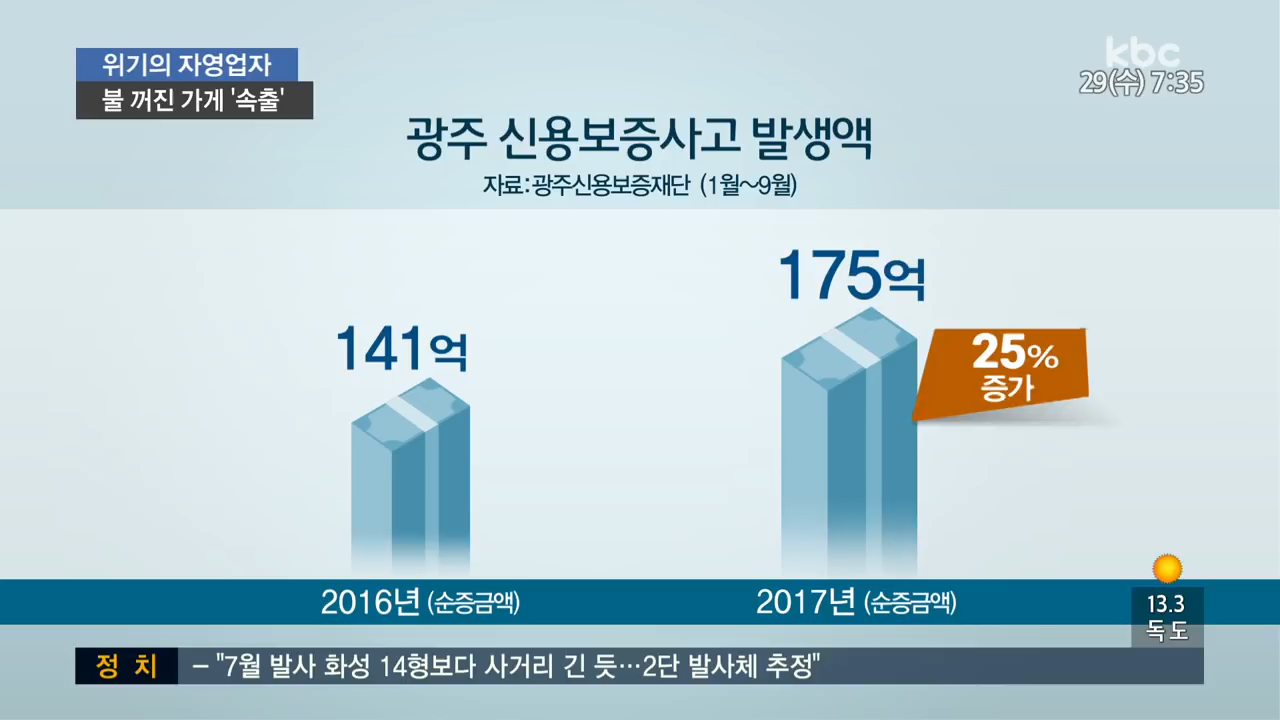 위기의 자영업자
불 꺼진 가게 '속출'
kbc
29(수) 7:35
광주 신용보증사고 발생액
자료:광주신용보증재단 (1월~9월)
141억
175억
25%
증가
2016년 (순증금액)
2017년 (순증금액)
13.3
독도
정 치
– "7월 발사 화성 14형보다 사거리 긴 듯…2단 발사체 추정"